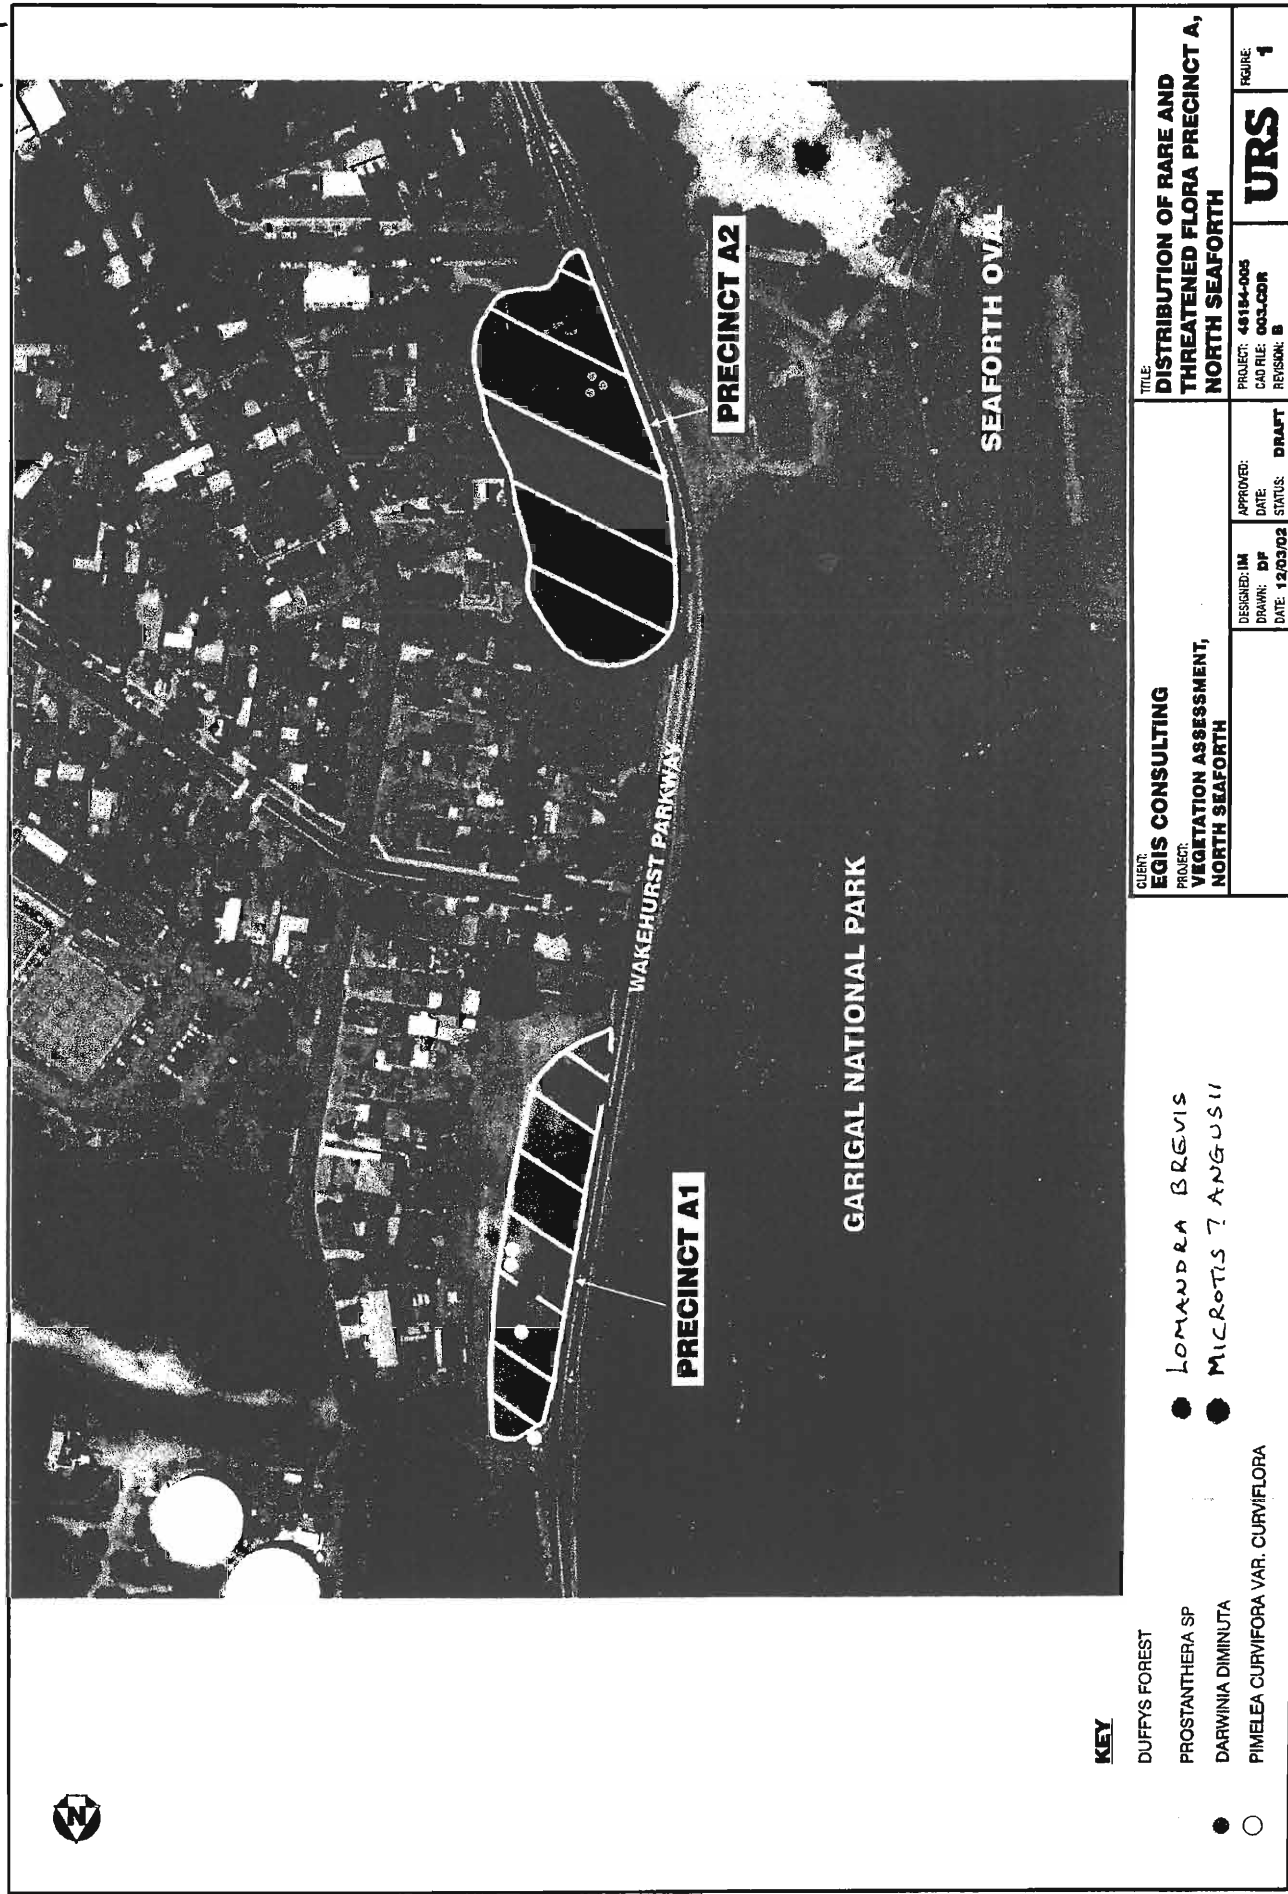 N
PRECINCT A2
SEAFORTH OVAL
WAKEHURST PARKWAY
PRECINCT A1
GARIGAL NATIONAL PARK
KEY
DUFFYS FOREST
PROSTANTHERA SP
DARWINIA DIMINUTA
PIMELEA CURVIFORA VAR. CURVIFLORA
LOMANDRA BREVIS
MICROTIS ? ANGUSII
CLIENT:
EGIS CONSULTING
PROJECT:
VEGETATION ASSESSMENT,
NORTH SEAFORTH
TITLE:
DISTRIBUTION OF RARE AND
THREATENED FLORA PRECINCT A,
NORTH SEAFORTH
DESIGNED: IM
DRAWN: DF
DATE: 12/03/02
APPROVED:
DATE:
STATUS: DRAFT
PROJECT: 48184-005
CAD FILE: 003.CDR
REVISION: B
URS
FIGURE:
1